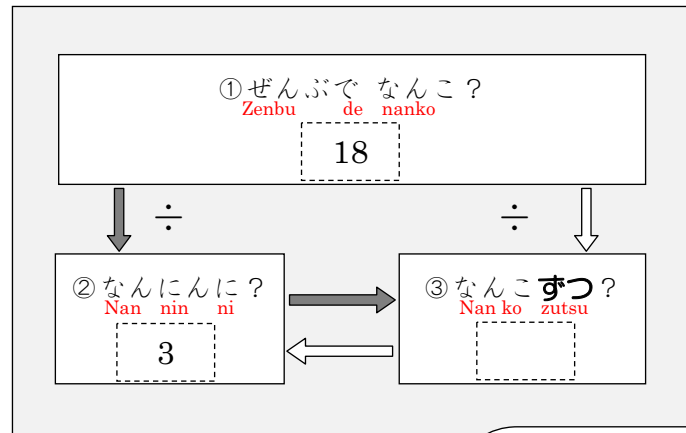 ①ぜんぶで なんこ？
Zenbu de nanko
18
÷ ÷
②なんにんに？
Nan nin ni
3
③なんこずつ？
Nan ko zutsu